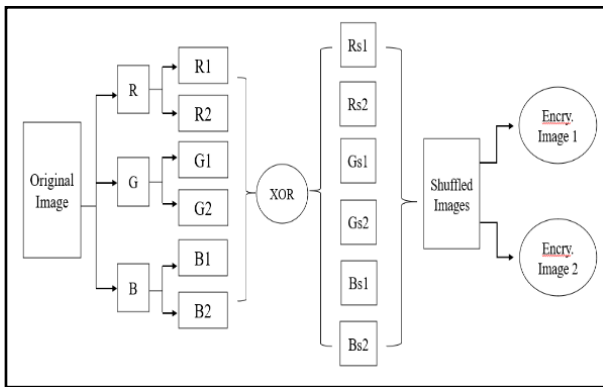 Original
Image
R
G
B
R1
R2
G1
G2
B1
B2
XOR
Rs1
Rs2
Gs1
Gs2
Bs1
Bs2
Shuffled
Images
Encry.
Image 1
Encry.
Image 2